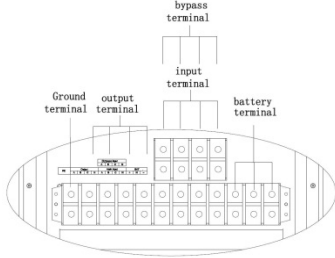 bypass
terminal
input
terminal
Ground
terminal
output
terminal
battery
terminal